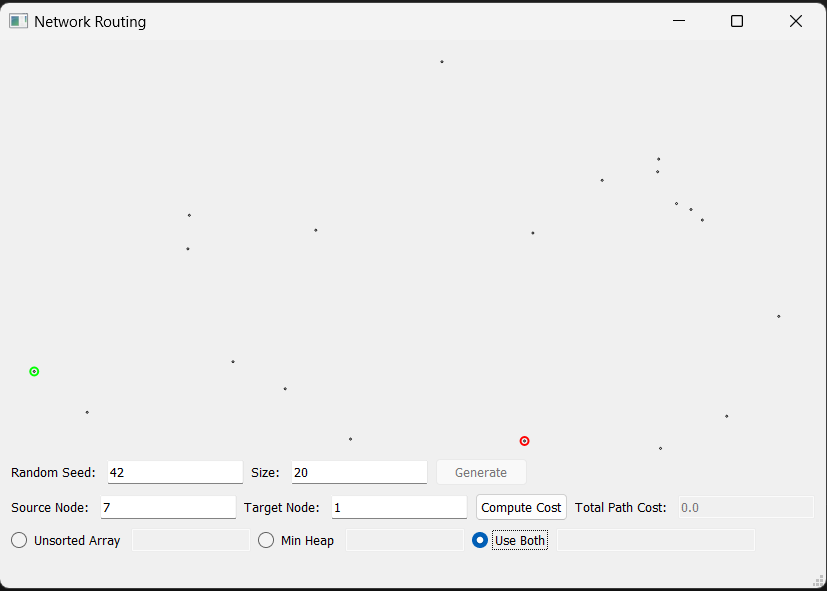 Network Routing
Random Seed: 42 Size: 20 Generate
Source Node: 7 Target Node: 1 Compute Cost Total Path Cost: 0.0
Unsorted Array Min Heap Use Both